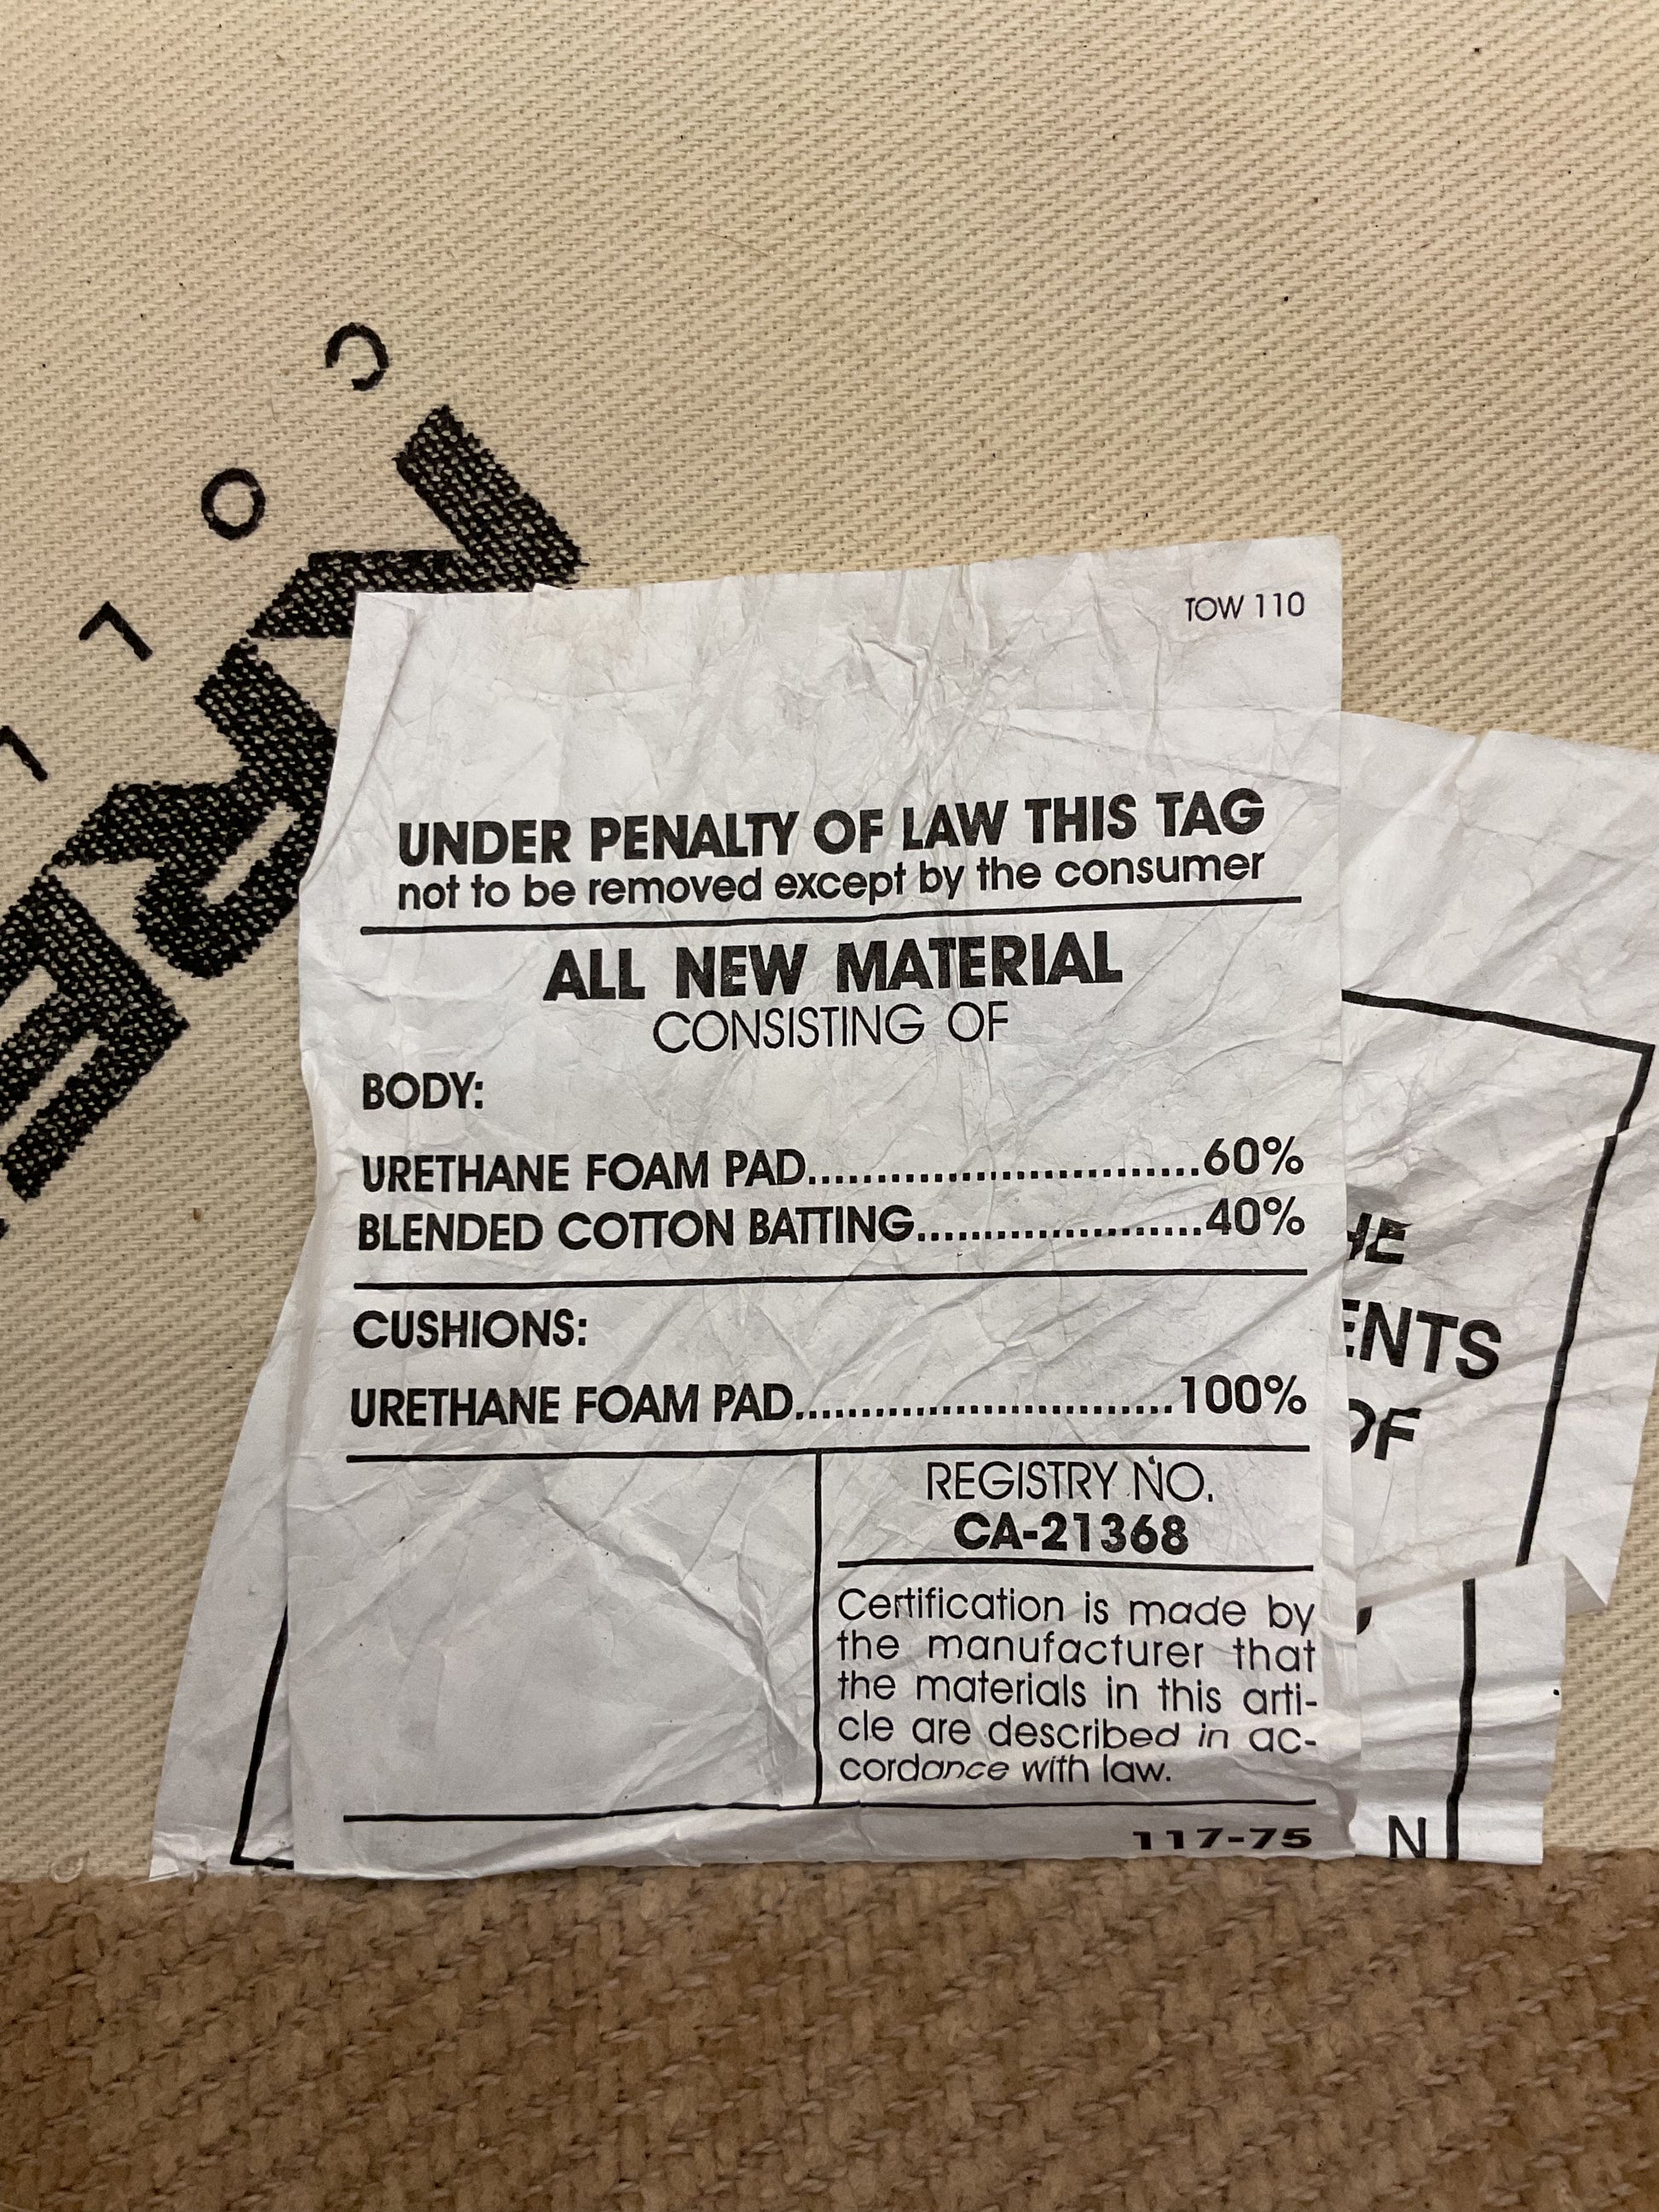 TOW 110
UNDER PENALTY OF LAW THIS TAG
not to be removed except by the consumer
ALL NEW MATERIAL
CONSISTING OF
BODY:
URETHANE FOAM PAD.............................60%
BLENDED COTTON BATTING......................40%
CUSHIONS:
URETHANE FOAM PAD.............................100%
REGISTRY NO.
CA-21368
Certification is made by
the manufacturer that
the materials in this arti-
cle are described in ac-
cordance with law.
117-75
OF
N